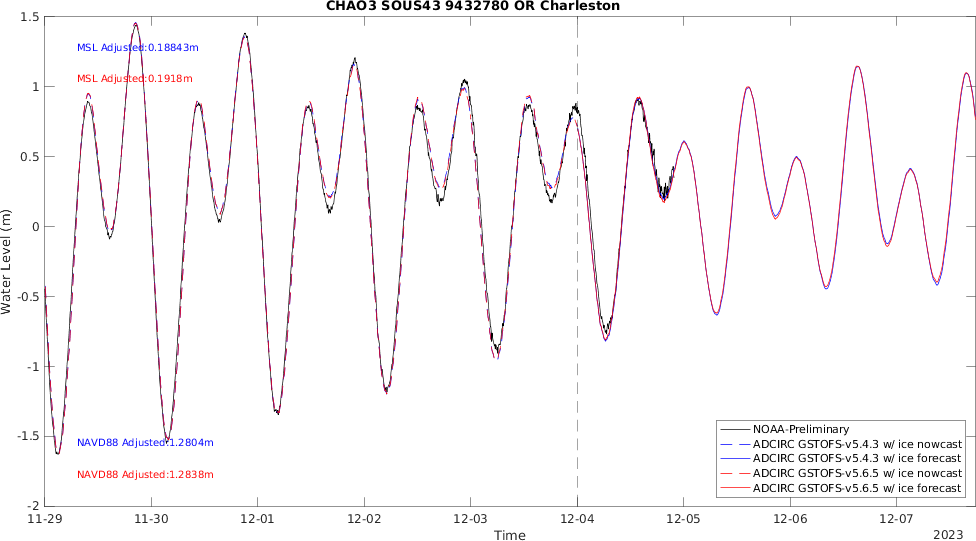 CHAO3 SOUS43 9432780 OR Charleston
1.5
1
0.5
0
-0.5
-1
-1.5
-2
Water Level (m)
MSL Adjusted:0.18843m
MSL Adjusted:0.1918m
NAVD88 Adjusted:1.2804m
NAVD88 Adjusted:1.2838m
NOAA-Preliminary
ADCIRC GSTOFS-v5.4.3 w/ ice nowcast
ADCIRC GSTOFS-v5.4.3 w/ ice forecast
ADCIRC GSTOFS-v5.6.5 w/ ice nowcast
ADCIRC GSTOFS-v5.6.5 w/ ice forecast
11-29 11-30 12-01 12-02 12-03 12-04 12-05 12-06 12-07
Time
2023